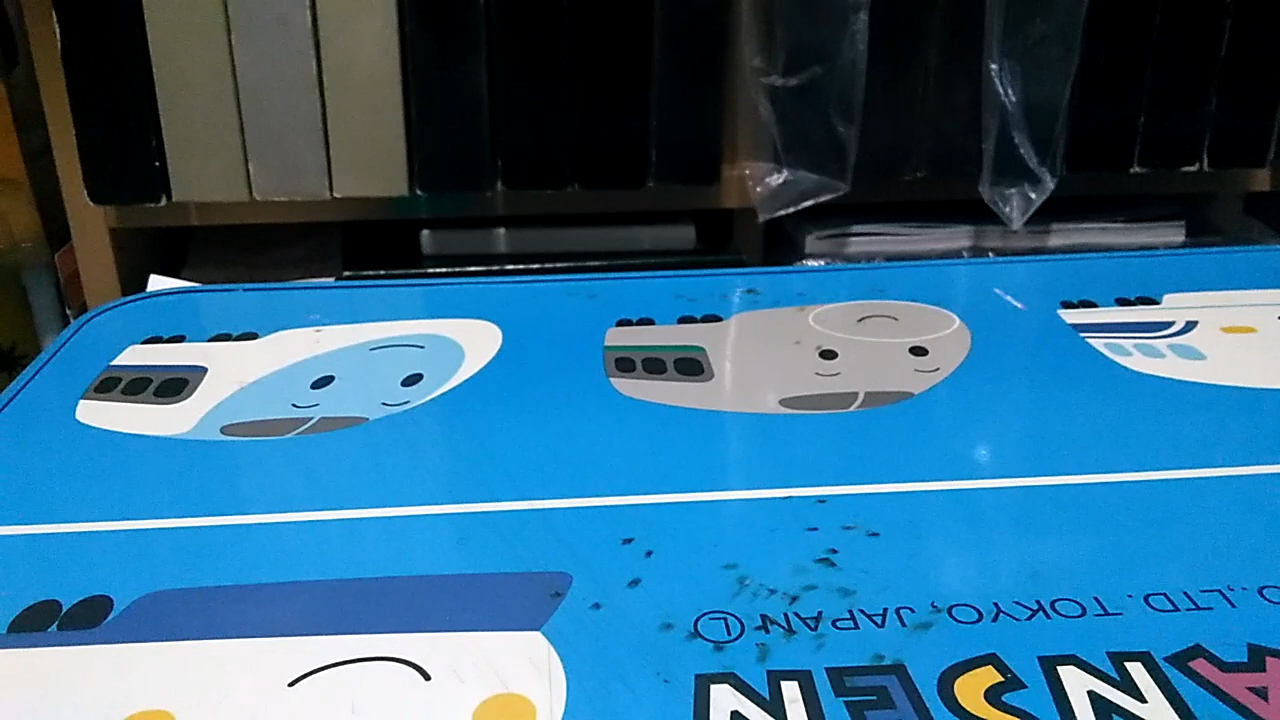 ANSEN
O.,LTD. TOKYO, JAPAN Ⓛ